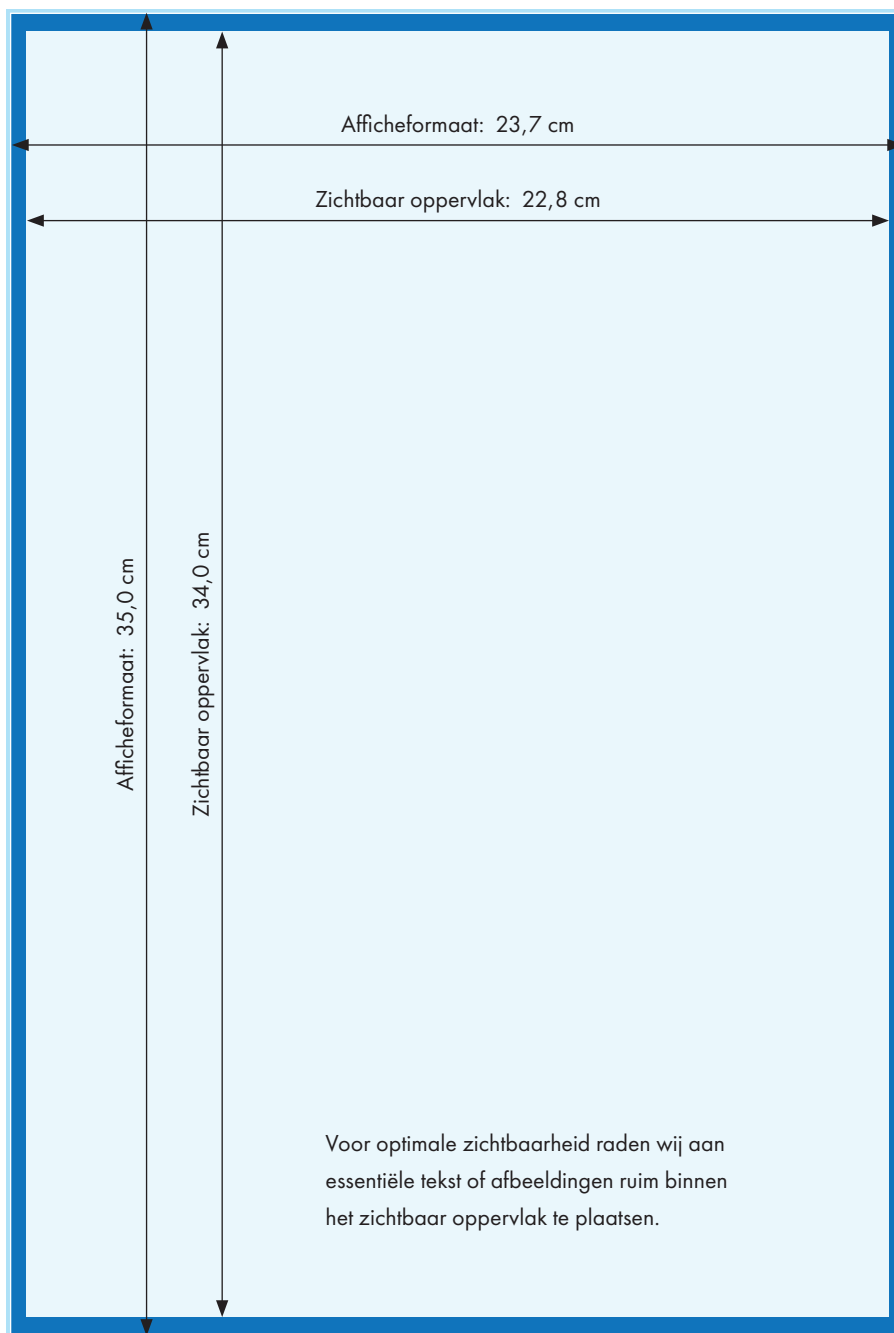 Afficheformaat: 23,7 cm
Zichtbaar oppervlak: 22,8 cm
Afficheformaat: 35,0 cm
Zichtbaar oppervlak: 34,0 cm
Voor optimale zichtbaarheid raden wij aan
essentiële tekst of afbeeldingen ruim binnen
het zichtbaar oppervlak te plaatsen.